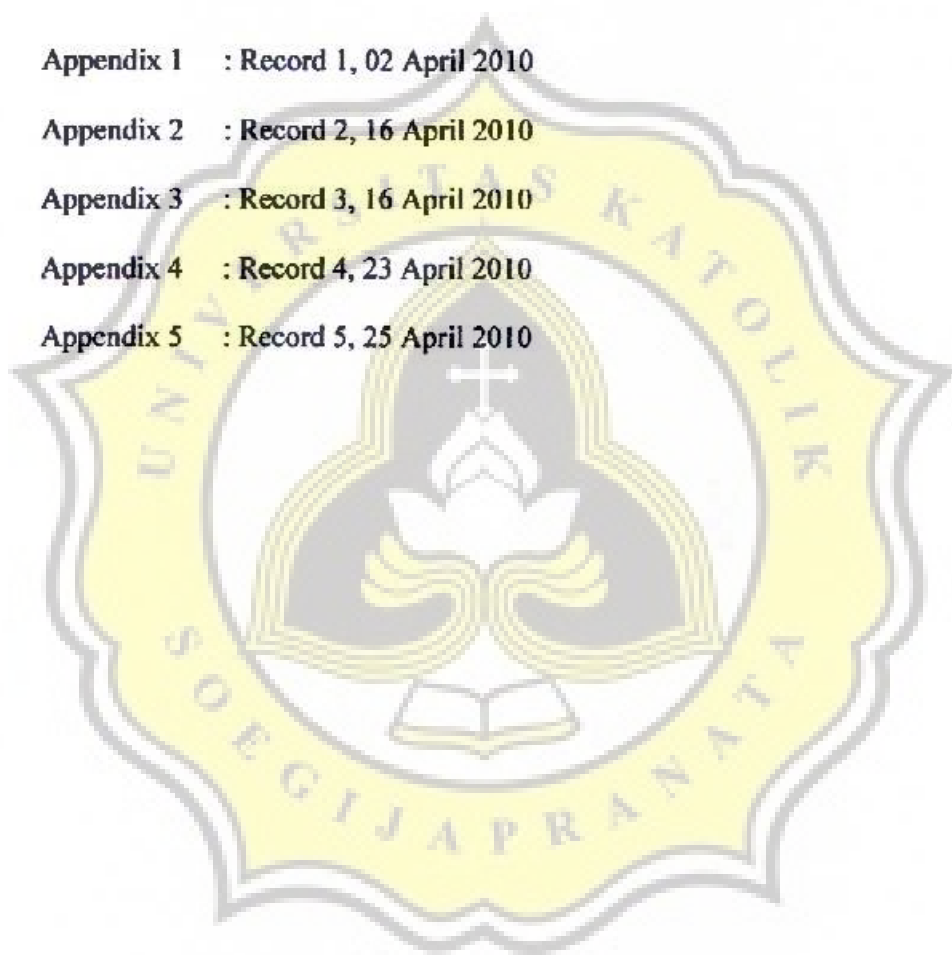 Appendix 1 : Record 1, 02 April 2010
Appendix 2 : Record 2, 16 April 2010
Appendix 3 : Record 3, 16 April 2010
Appendix 4 : Record 4, 23 April 2010
Appendix 5 : Record 5, 25 April 2010
UNIVERSITAS KATOLIK
SOEGIJAPRANATA